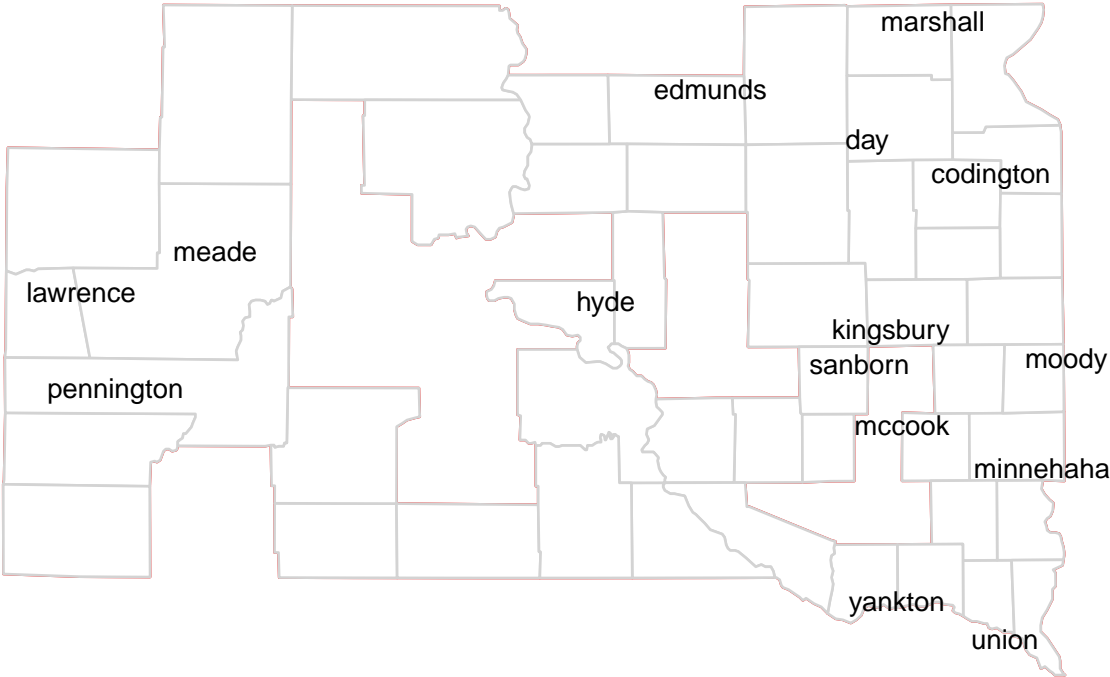 marshall
edmunds
day
codington
meade
lawrence
hyde
kingsbury
sanborn
moody
pennington
mccook
minnehaha
yankton
union